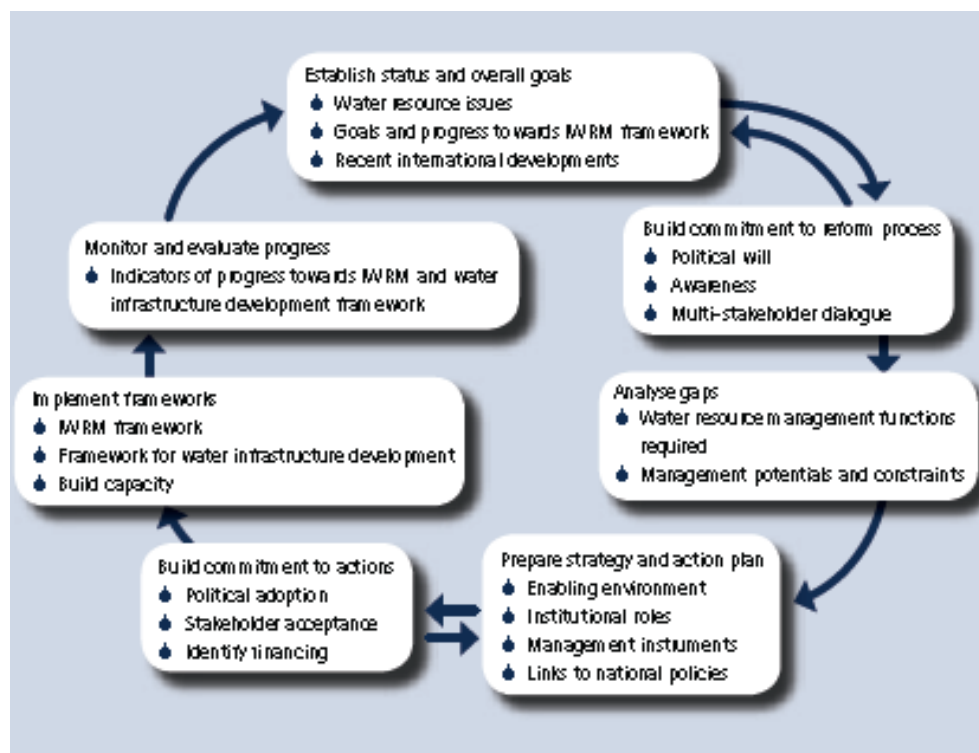 Establish status and overall goals
Water resource issues
Goals and progress towards IWRM framework
Recent international developments
Build commitment to reform process
Political will
Awareness
Multi-stakeholder dialogue
Analyse gaps
Water resource management functions
required
Management potentials and constraints
Prepare strategy and action plan
Enabling environment
Institutional roles
Management instruments
Links to national policies
Build commitment to actions
Political adoption
Stakeholder acceptance
Identify financing
Implement frameworks
IWRM framework
Framework for water infrastructure development
Build capacity
Monitor and evaluate progress
Indicators of progress towards IWRM and water
infrastructure development framework